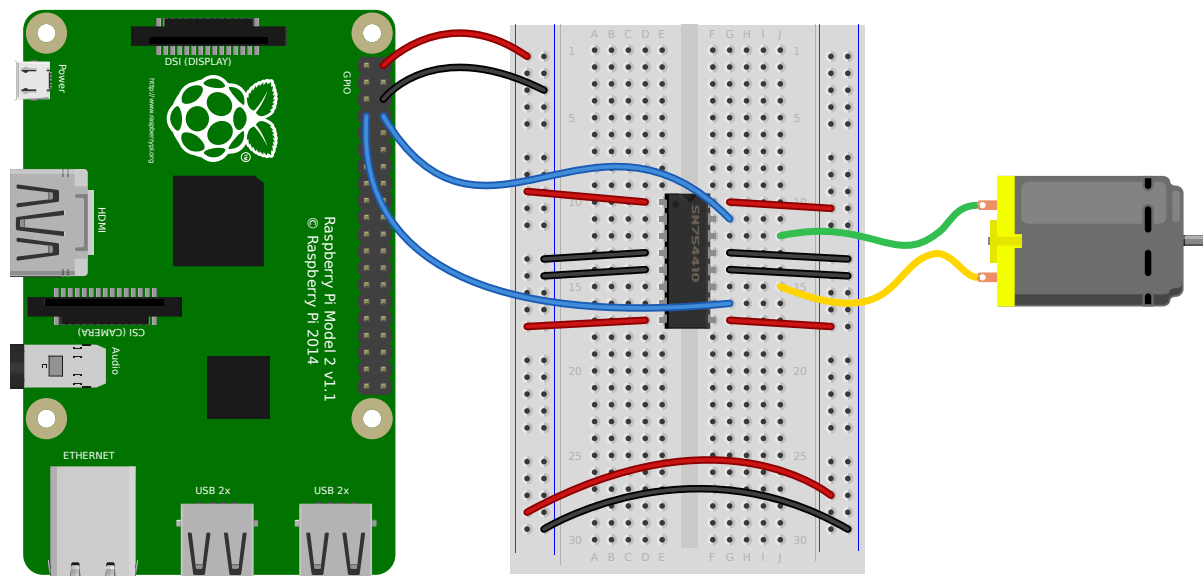 DSI (DISPLAY)
Power
GPIO
http://www.raspberrypi.org
HDMI
Raspberry Pi Model 2 v1.1
© Raspberry Pi 2014
CSI (CAMERA)
Audio
ETHERNET
USB 2x
USB 2x
A B C D E F G H I J
1 1
5 5
10 10
SN754410
15 15
20 20
25 25
30 30
A B C D E F G H I J